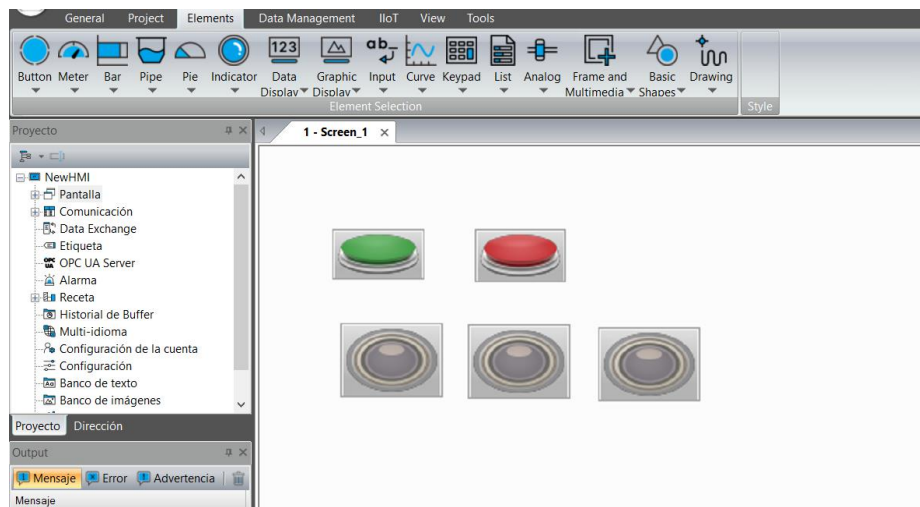 General Project Elements Data Management IIoT View Tools
123 ab
Button Meter Bar Pipe Pie Indicator Data Display Graphic Display Input Curve Keypad List Analog Frame and Multimedia Basic Shapes Drawing
Element Selection Style
Proyecto
1 - Screen_1
NewHMI
Pantalla
Comunicación
Data Exchange
Etiqueta
OPC UA OPC UA Server
Alarma
Receta
Historial de Buffer
Multi-idioma
Configuración de la cuenta
Configuración
Banco de texto
Banco de imágenes
Proyecto Dirección
Output
Mensaje Error Advertencia
Mensaje